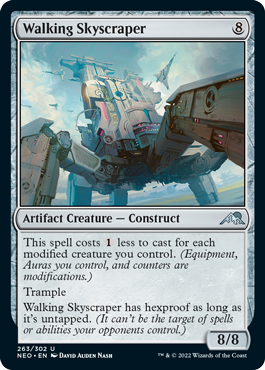 Walking Skyscraper 8
Artifact Creature — Construct
This spell costs 1 less to cast for each
modified creature you control. (Equipment,
Auras you control, and counters are
modifications.)
Trample
Walking Skyscraper has hexproof as long as
it's untapped. (It can't be the target of spells
or abilities your opponents control.)
8/8
263/302 U
NEO • EN DAVID AUDEN NASH
™ & © 2022 Wizards of the Coast